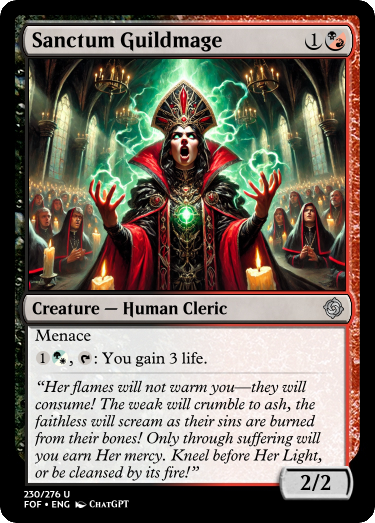 Sanctum Guildmage 1
Creature — Human Cleric
Menace
1 , : You gain 3 life.
“Her flames will not warm you—they will
consume! The weak will crumble to ash, the
faithless will scream as their sins are burned
from their bones! Only through suffering will
you earn Her mercy. Kneel before Her Light,
or be cleansed by its fire!”
2/2
230/276 U
FOF • ENG ChatGPT